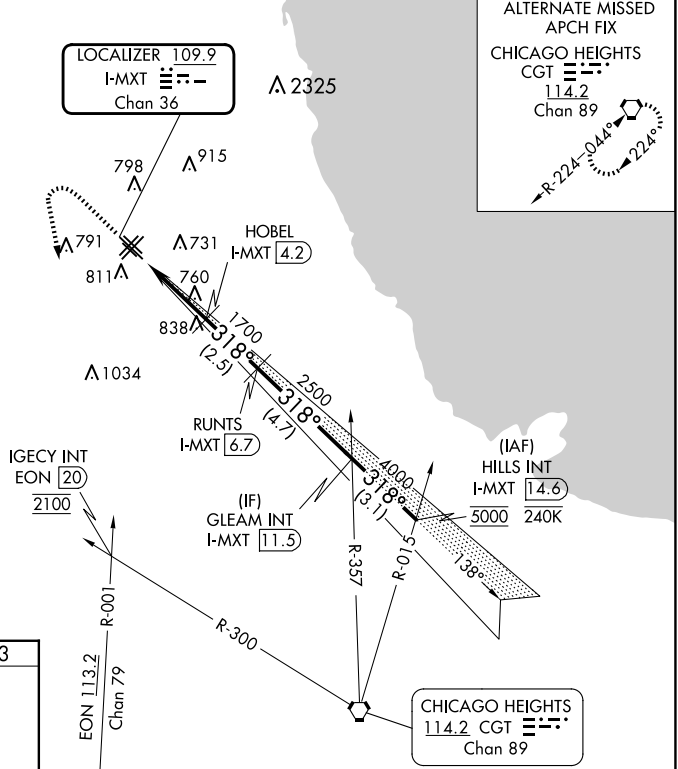 ALTERNATE MISSED
APCH FIX
CHICAGO HEIGHTS
CGT
114.2
Chan 89
R-224
044°
224°
LOCALIZER 109.9
I-MXT
Chan 36
2325
915
798
791
731
811
HOBEL
I-MXT 4.2
760
838
1700
318°
(2.5)
1034
2500
318°
(4.7)
RUNTS
I-MXT 6.7
4000
318°
(3.1)
(IAF)
HILLS INT
I-MXT 14.6
5000 240K
138°
IGECY INT
EON 20
2100
(IF)
GLEAM INT
I-MXT 11.5
R-357
R-015
R-001
R-300
EON 113.2
Chan 79
3
CHICAGO HEIGHTS
114.2 CGT
Chan 89